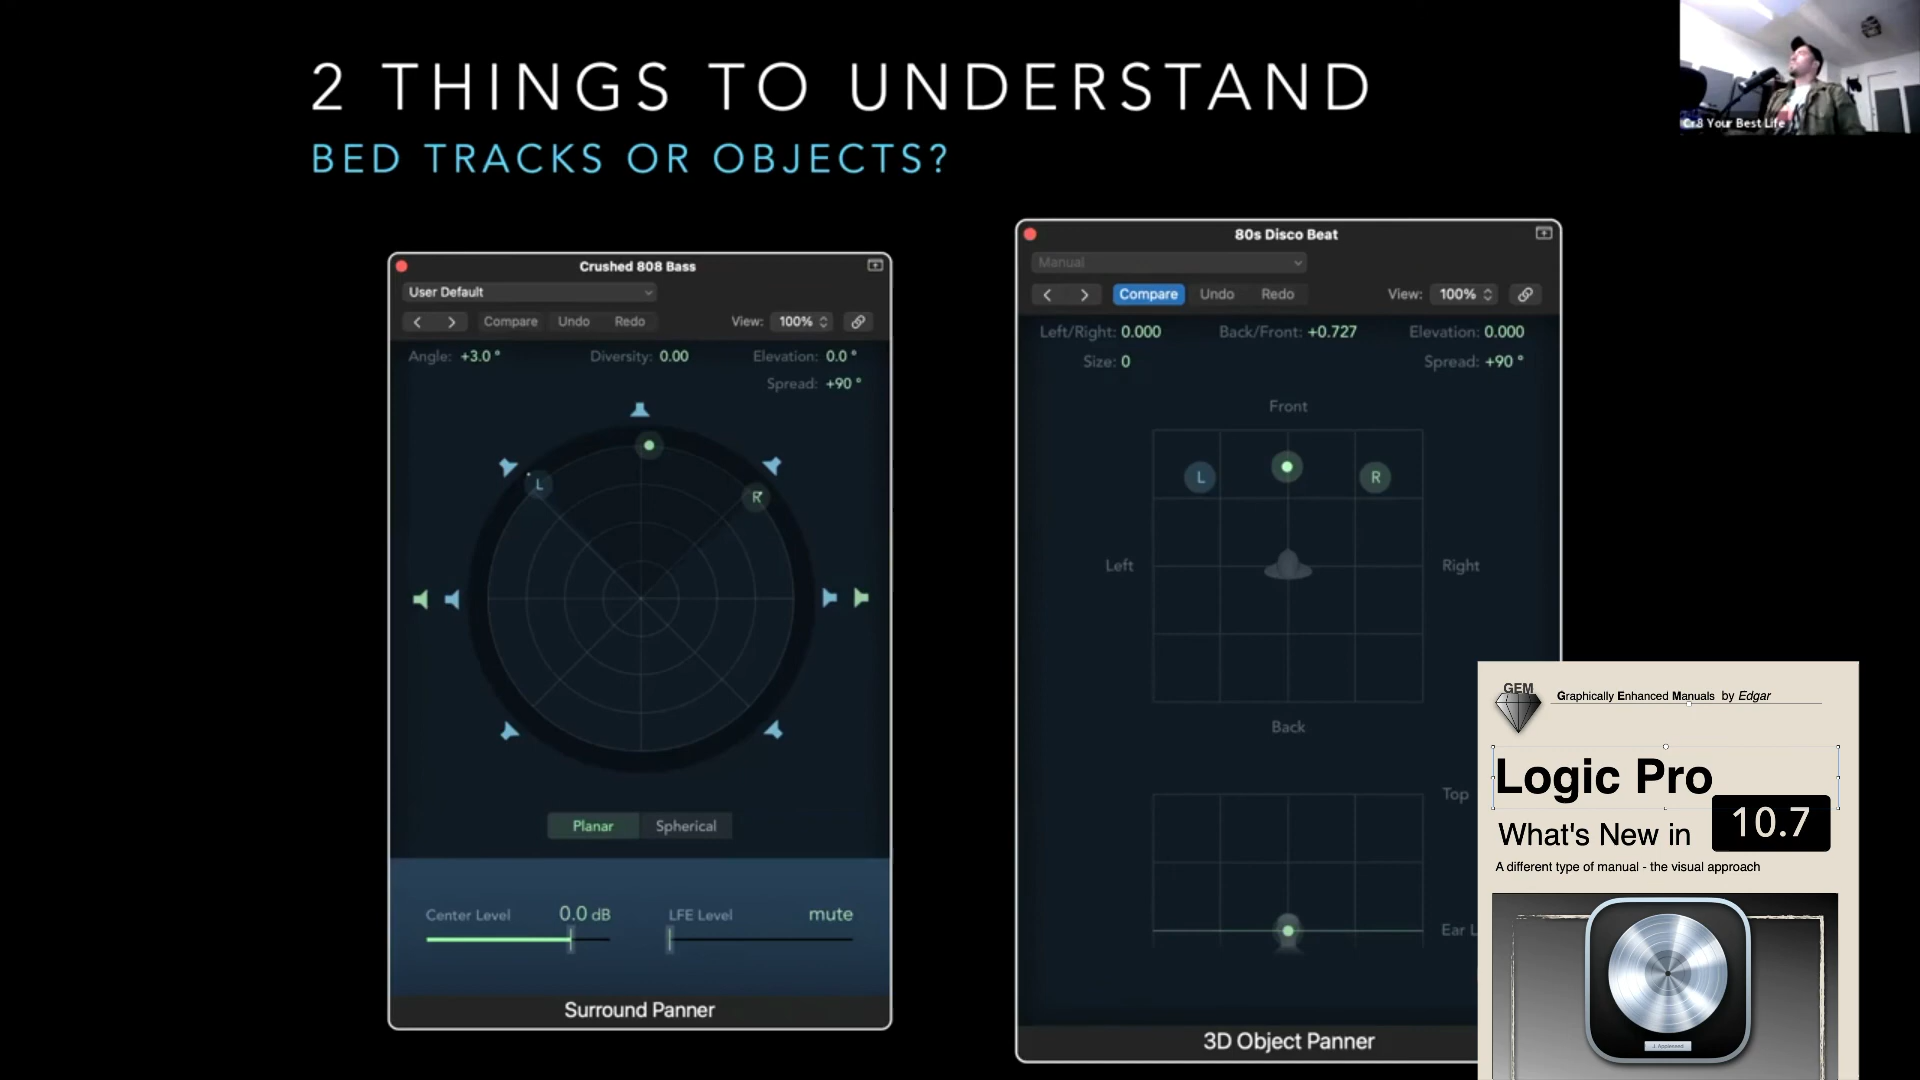 2 THINGS TO UNDERSTAND
BED TRACKS OR OBJECTS?
Cr8 Your Best Life
Crushed 808 Bass
User Default
Compare Undo Redo View: 100%
Angle: +3.0 ° Diversity: 0.00 Elevation: 0.0 °
Spread: +90 °
L
R
Planar Spherical
Center Level 0.0 dB LFE Level mute
Surround Panner
80s Disco Beat
Manual
Compare Undo Redo View: 100%
Left/Right: 0.000 Back/Front: +0.727 Elevation: 0.000
Size: 0 Spread: +90 °
Front
L R
Left Right
Back
Top
Ear L
3D Object Panner
GEM
Graphically Enhanced Manuals by Edgar
Logic Pro
What's New in 10.7
A different type of manual - the visual approach